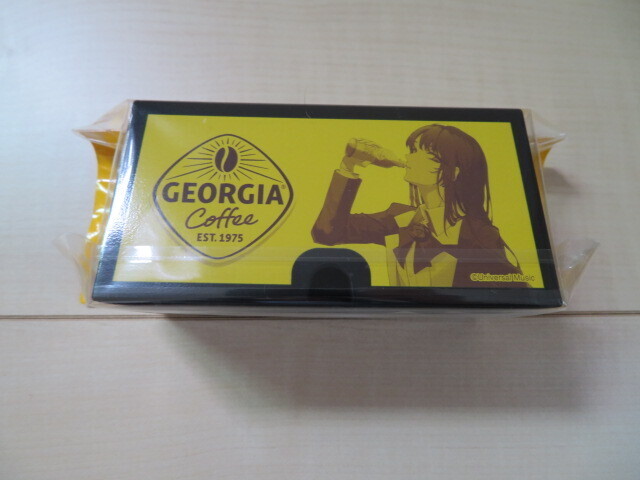 GEORGIA®
Coffee
EST. 1975
©Universal Music